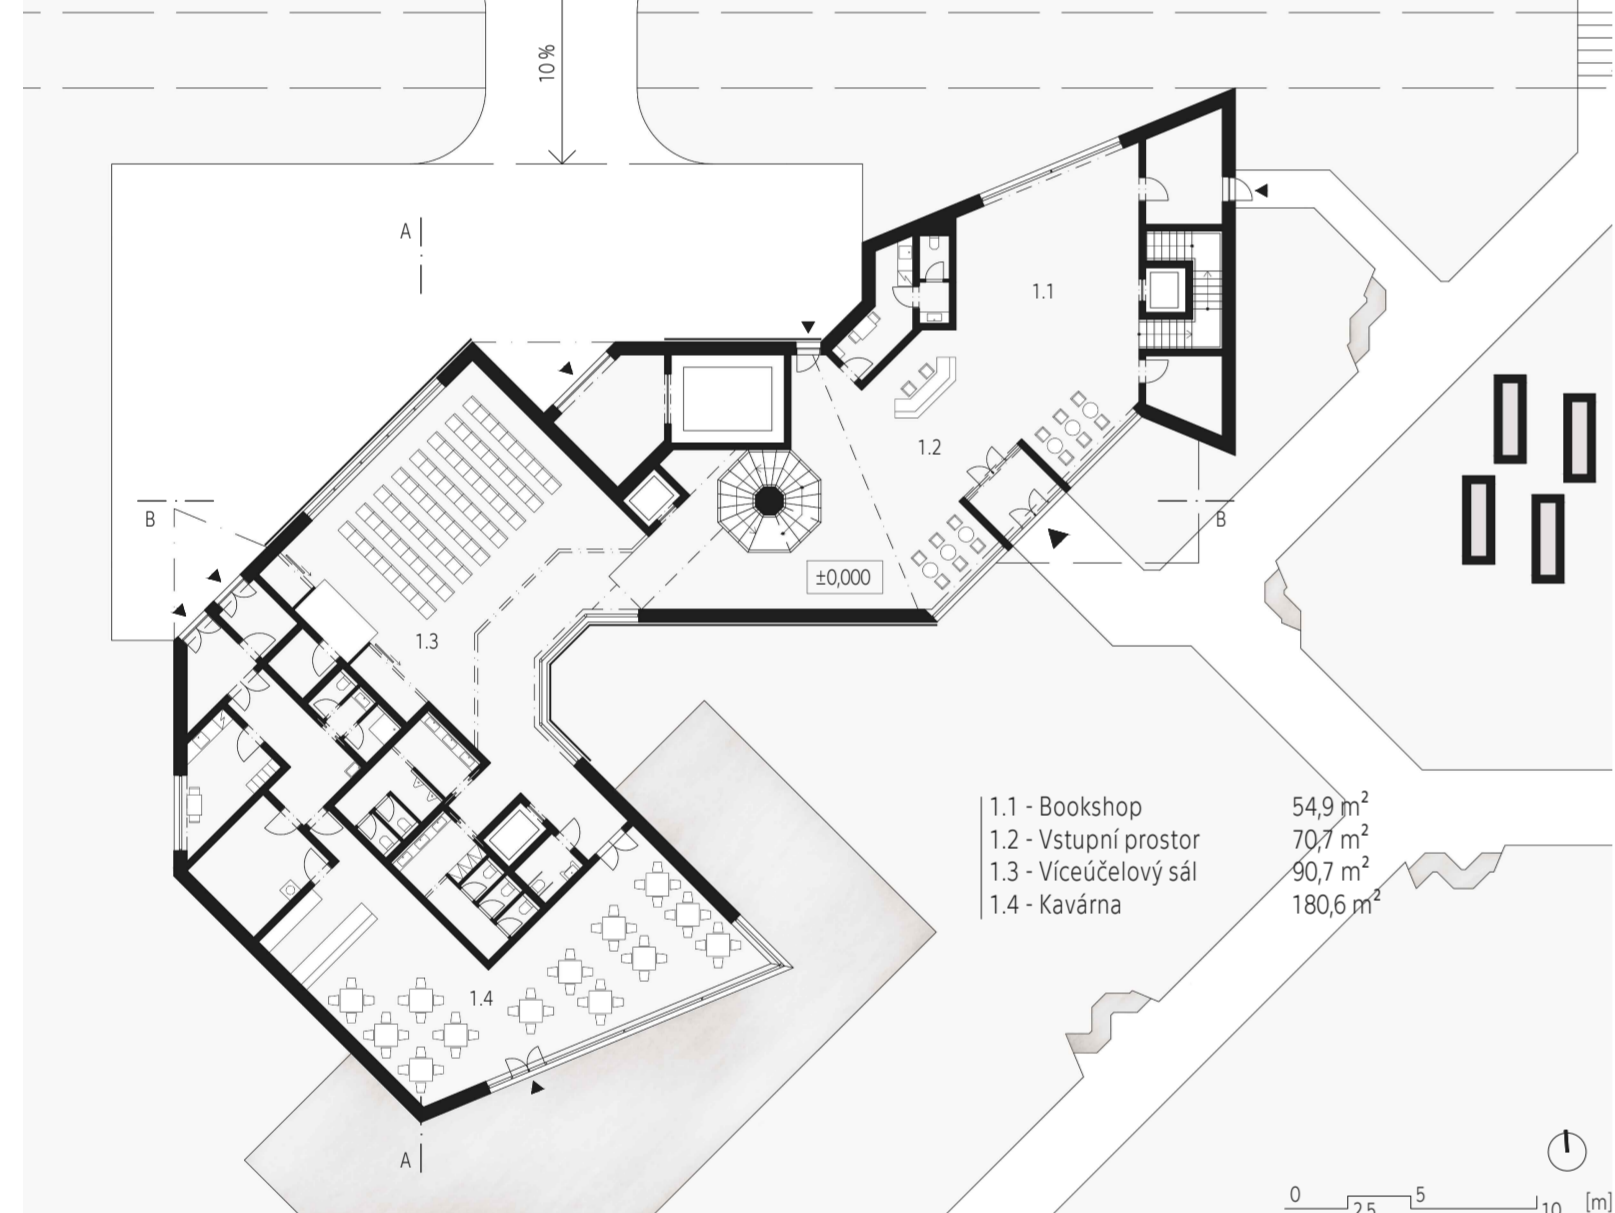 10 %
A
1.1
1.2
B
B
±0,000
1.3
1.1 - Bookshop 54,9 m²
1.2 - Vstupní prostor 70,7 m²
1.3 - Víceúčelový sál 90,7 m²
1.4 - Kavárna 180,6 m²
1.4
A
0 2,5 5 10 [m]